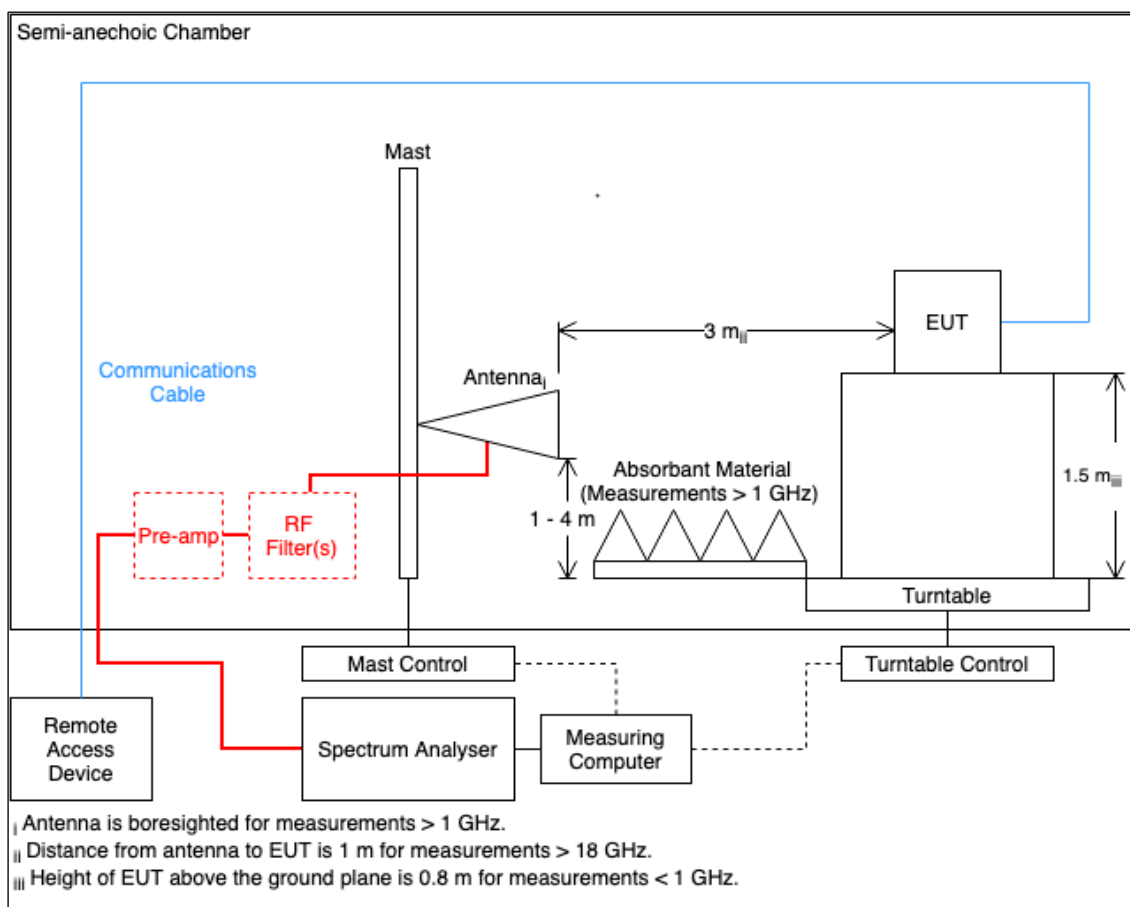 Semi-anechoic Chamber
Mast
EUT
3 m ii
Communications
Cable
Antenna i
Absorbant Material
(Measurements > 1 GHz)
1.5 m iii
1 - 4 m
Pre-amp
RF
Filter(s)
Turntable
Mast Control
Turntable Control
Remote
Access
Device
Spectrum Analyser
Measuring
Computer
i Antenna is boresighted for measurements > 1 GHz.
ii Distance from antenna to EUT is 1 m for measurements > 18 GHz.
iii Height of EUT above the ground plane is 0.8 m for measurements < 1 GHz.